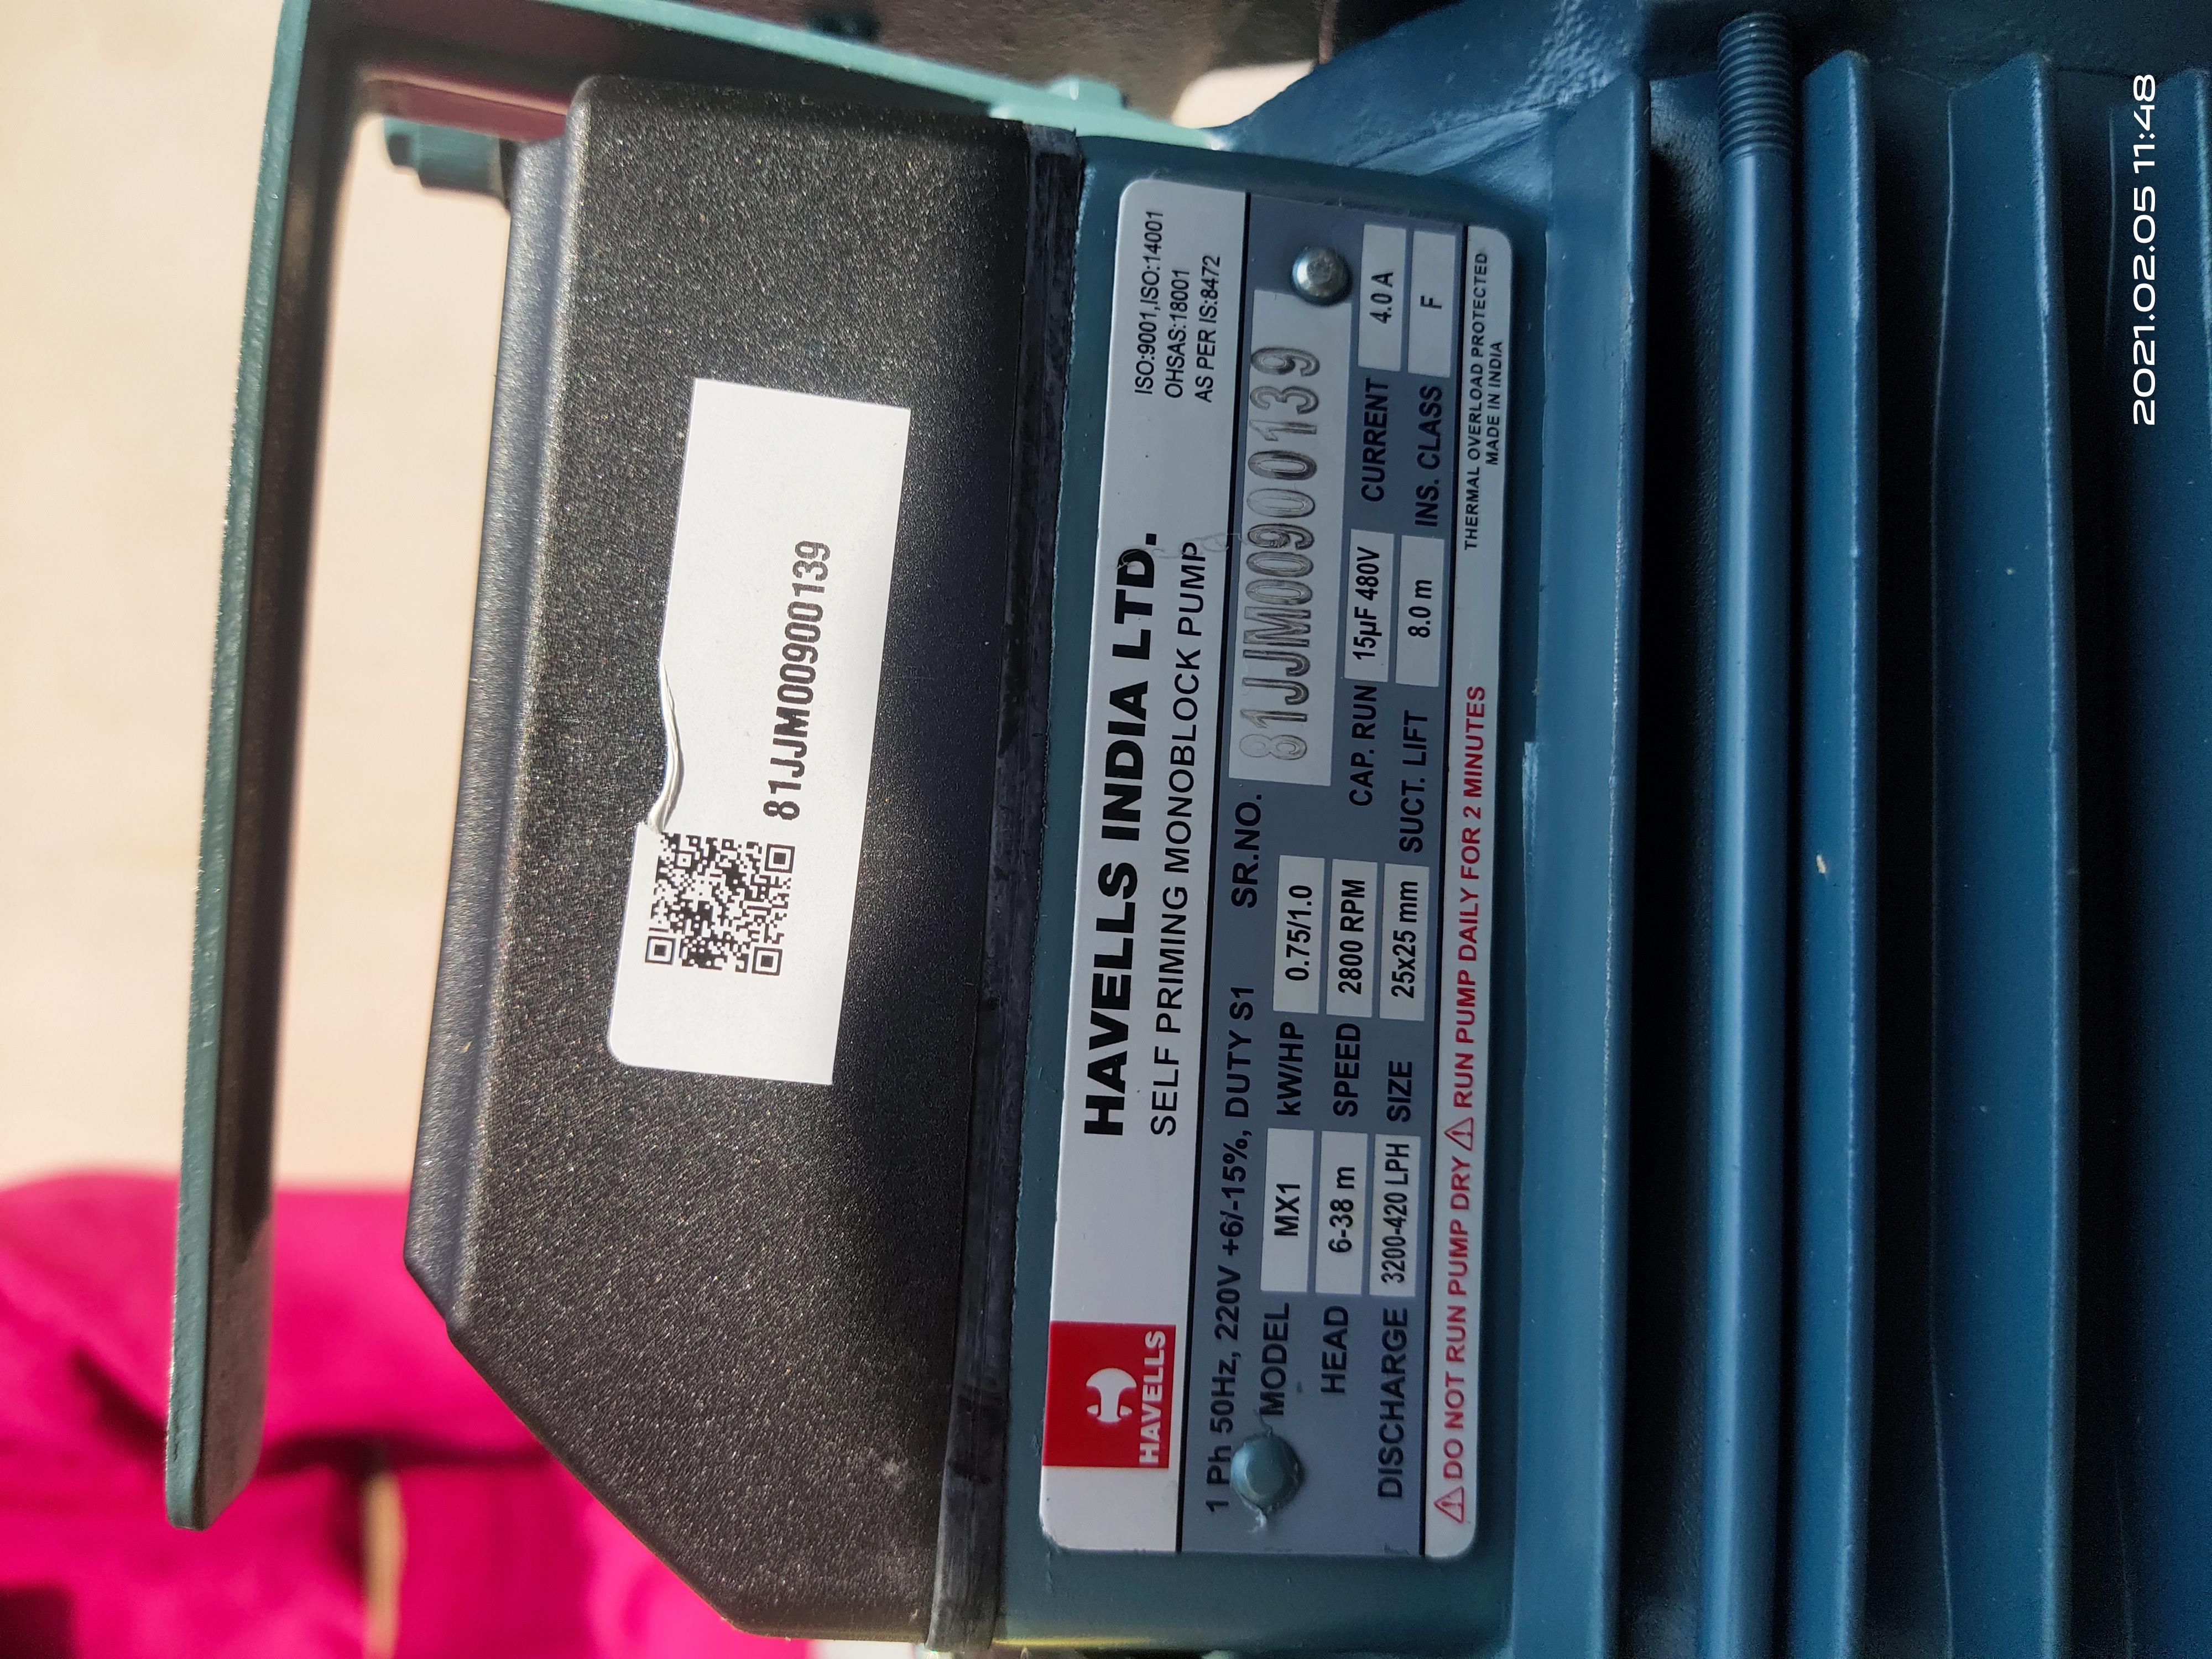 81JJM00900139
HAVELLS
HAVELLS INDIA LTD.
SELF PRIMING MONOBLOCK PUMP
ISO:9001,ISO:14001
OHSAS:18001
AS PER IS:8472
1 Ph 50Hz, 220V +6/-15%, DUTY S1 SR.NO. 81JJM00900139
MODEL MX1 kW/HP 0.75/1.0 CAP. RUN 15µF 480V CURRENT 4.0 A
HEAD 6-38 m SPEED 2800 RPM SUCT. LIFT 8.0 m INS. CLASS F
DISCHARGE 3200-420 LPH SIZE 25x25 mm
⚠ DO NOT RUN PUMP DRY ⚠ RUN PUMP DAILY FOR 2 MINUTES
THERMAL OVERLOAD PROTECTED
MADE IN INDIA
2021.02.05 11:48